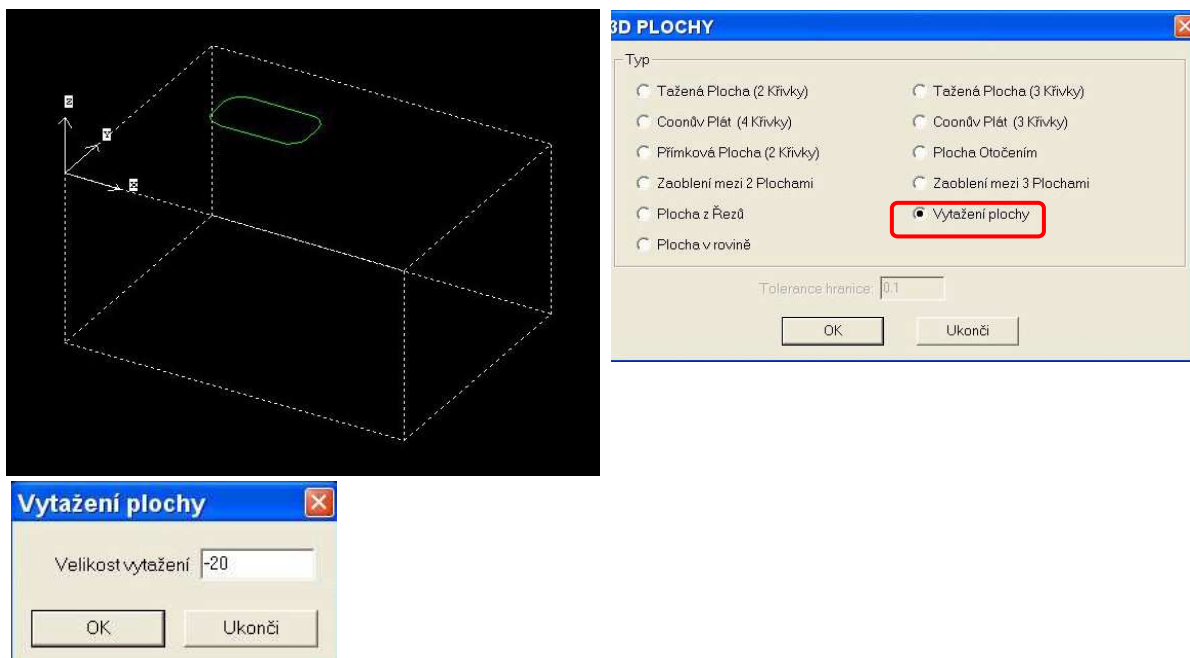 Z
Y
X
3D PLOCHY
Typ
Tažená Plocha (2 Křivky)
Tažená Plocha (3 Křivky)
Coonův Plát (4 Křivky)
Coonův Plát (3 Křivky)
Přímková Plocha (2 Křivky)
Plocha Otočením
Zaoblení mezi 2 Plochami
Zaoblení mezi 3 Plochami
Plocha z Řezů
Vytažení plochy
Plocha v rovině
Tolerance hranice: 0.1
OK
Ukonči
Vytažení plochy
Velikost vytažení -20
OK
Ukonči